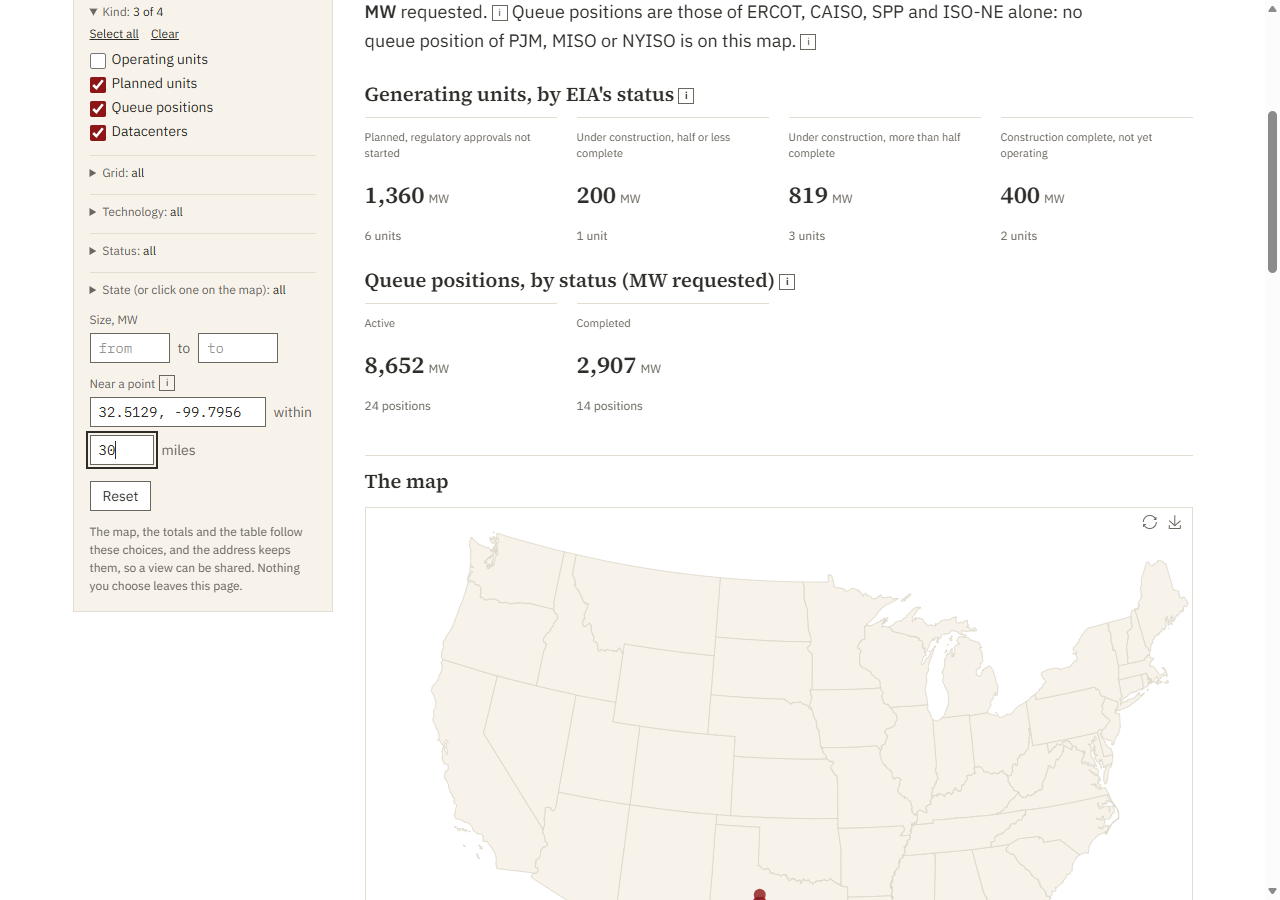 Kind: 3 of 4
Select all Clear
Operating units
Planned units
Queue positions
Datacenters
Grid: all
Technology: all
Status: all
State (or click one on the map): all
Size, MW
from to to
Near a point i
32.5129, -99.7956 within
30 miles
Reset
The map, the totals and the table follow
these choices, and the address keeps
them, so a view can be shared. Nothing
you choose leaves this page.
MW requested. i Queue positions are those of ERCOT, CAISO, SPP and ISO-NE alone: no
queue position of PJM, MISO or NYISO is on this map. i
Generating units, by EIA's status i
Planned, regulatory approvals not
started
1,360 MW
6 units
Under construction, half or less
complete
200 MW
1 unit
Under construction, more than half
complete
819 MW
3 units
Construction complete, not yet
operating
400 MW
2 units
Queue positions, by status (MW requested) i
Active
8,652 MW
24 positions
Completed
2,907 MW
14 positions
The map